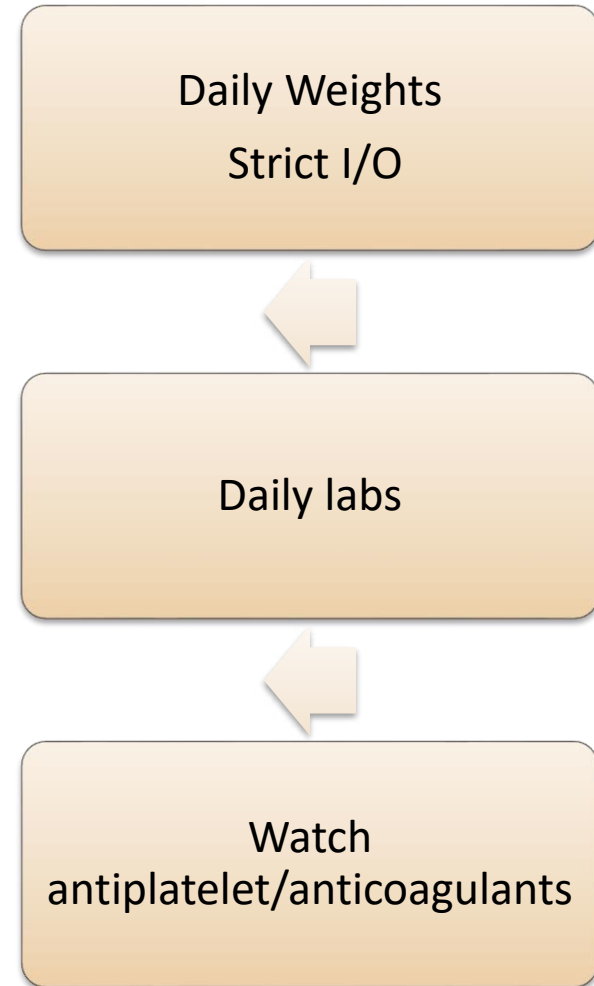 Daily Weights
Strict I/O
Daily labs
Watch
antiplatelet/anticoagulants